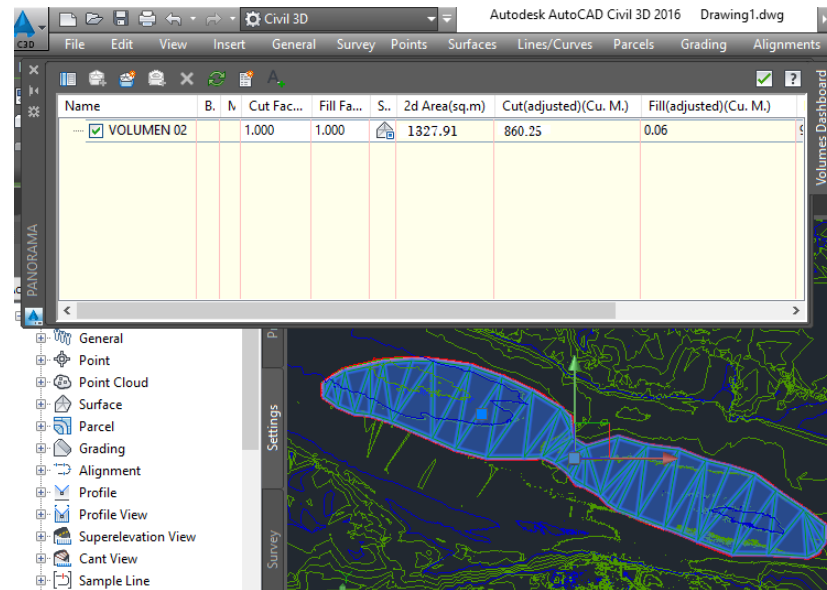 Civil 3D Autodesk AutoCAD Civil 3D 2016 Drawing1.dwg
C3D File Edit View Insert General Survey Points Surfaces Lines/Curves Parcels Grading Alignments
Name B. N Cut Fac... Fill Fa... S.. 2d Area(sq.m) Cut(adjusted)(Cu. M.) Fill(adjusted)(Cu. M.)
VOLUMEN 02 1.000 1.000 1327.91 860.25 0.06
Volumes Dashboard
PANORAMA
General
Point
Point Cloud
Surface
Parcel
Grading
Alignment
Profile
Profile View
Superelevation View
Cant View
Sample Line
Settings
Survey